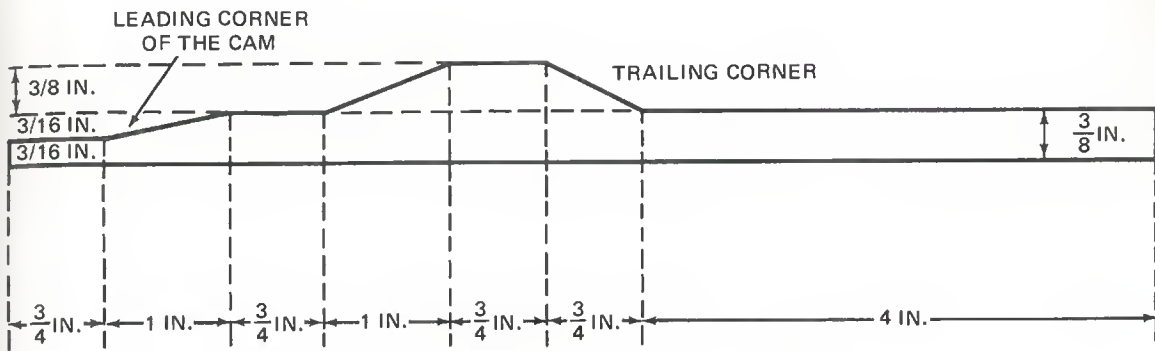 LEADING CORNER
OF THE CAM
3/8 IN.
TRAILING CORNER
3/16 IN.
3/16 IN.
3/8 IN.
3/4 IN.
1 IN.
3/4 IN.
1 IN.
3/4 IN.
3/4 IN.
4 IN.